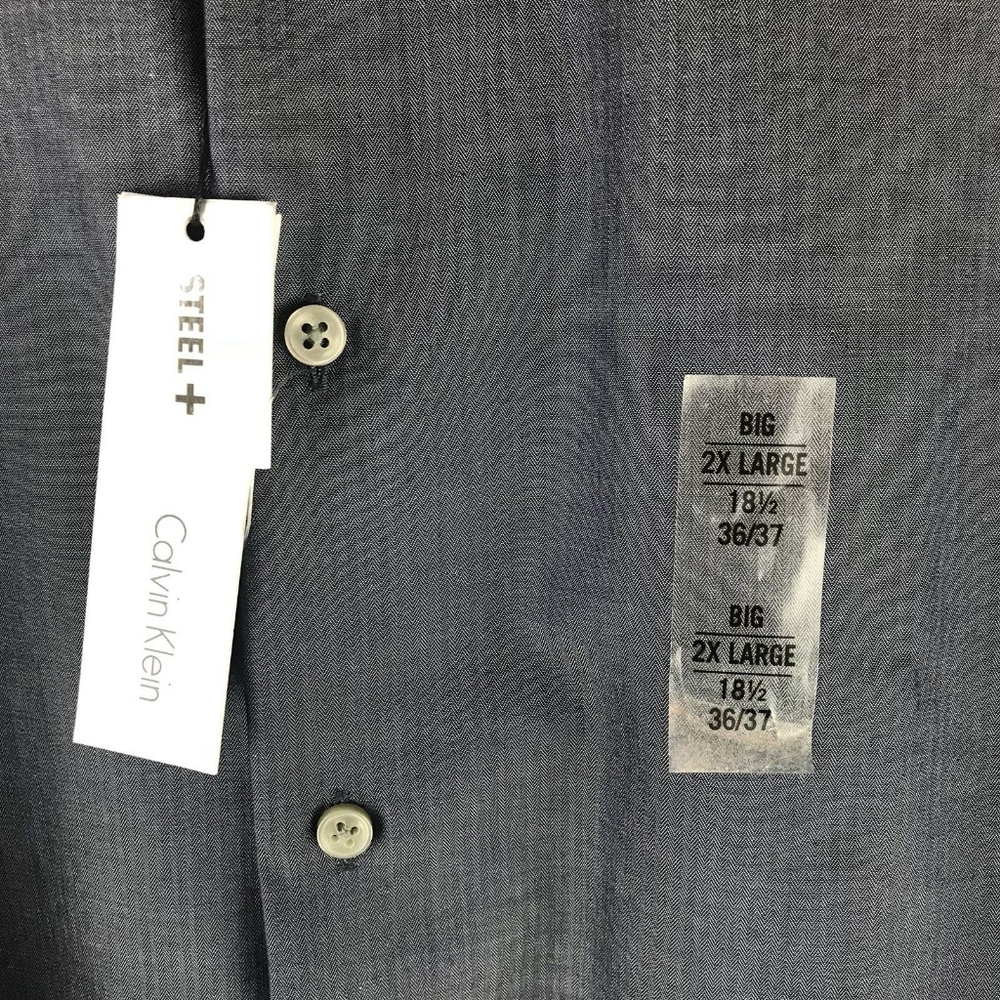 STEEL+
Calvin Klein
BIG
2X LARGE
18½
36/37
BIG
2X LARGE
18½
36/37